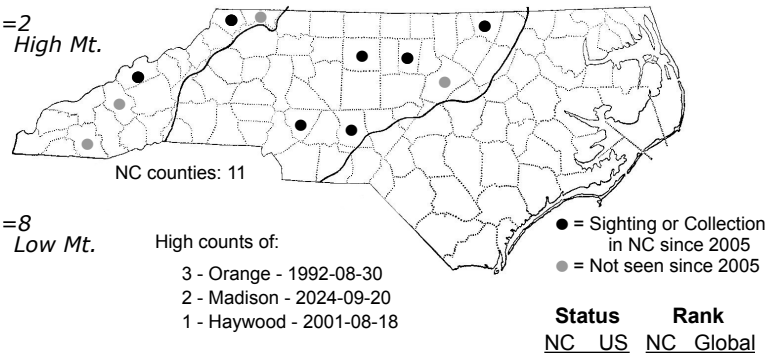 =2
High Mt.
NC counties: 11
=8
Low Mt.
High counts of:
3 - Orange - 1992-08-30
2 - Madison - 2024-09-20
1 - Haywood - 2001-08-18
= Sighting or Collection
in NC since 2005
= Not seen since 2005
Status Rank
NC US NC Global